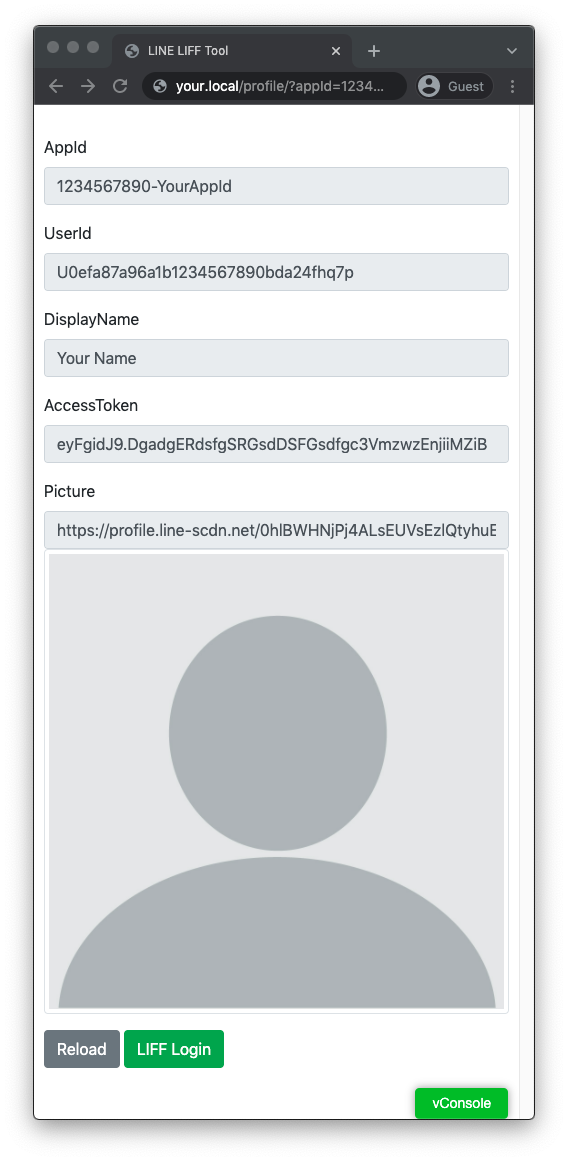 LINE LIFF Tool
your.local/profile/?appId=1234...
Guest
AppId
1234567890-YourAppId
UserId
U0efa87a96a1b1234567890bda24fhq7p
DisplayName
Your Name
AccessToken
eyFgidJ9.DgadgERdsfgSRGsdDSFGsdfgc3VmzwzEnjiiMZiB
Picture
https://profile.line-scdn.net/0hlBWHNjPj4ALsEUVsEzlQtyhuE
Reload
LIFF Login
vConsole